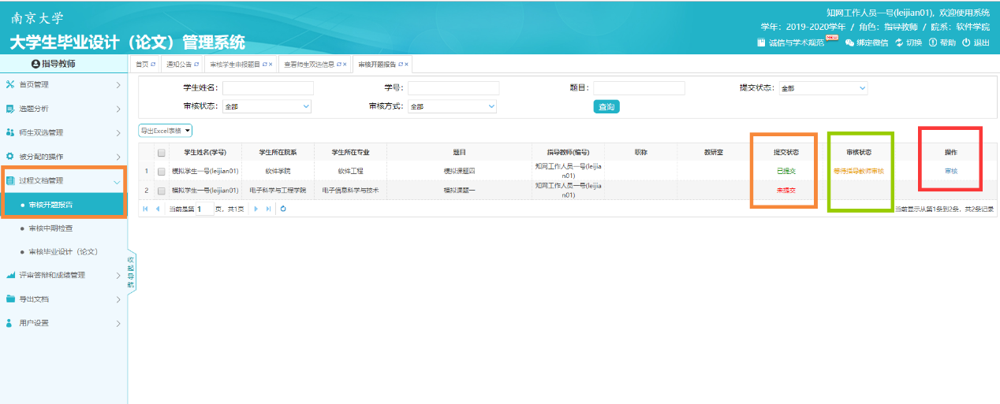 南京大学
大学生毕业设计（论文）管理系统
知网工作人员一号(leijian01)，欢迎使用系统
学年：2019-2020学年 / 角色：指导教师 / 院系：软件学院
诚信与学术规范 NEW 绑定微信 切换 帮助 退出
指导教师
首页管理
选题分析
师生双选管理
被分配的操作
过程文档管理
审核开题报告
审核中期检查
审核毕业设计（论文）
评审答辩和成绩管理
导出文档
用户设置
收起导航
首页 通知公告 审核学生申报题目 查看师生双选信息 审核开题报告
学生姓名： 学号： 题目： 提交状态： 全部
审核状态： 全部 审核方式： 全部 查询
导出Excel表格
学生姓名(学号) 学生所在院系 学生所在专业 题目 指导教师(编号) 职称 教研室 提交状态 审核状态 操作
1 模拟学生一号(leijian01) 软件学院 软件工程 模拟课题四 知网工作人员一号(leijian01) 已提交 等待指导教师审核 审核
2 模拟学生一号(leijian01) 电子科学与工程学院 电子信息科学与技术 模拟课题一 知网工作人员一号(leijian01) 未提交
当前是第 1 页，共1页
当前显示从第1条到2条，共2条记录